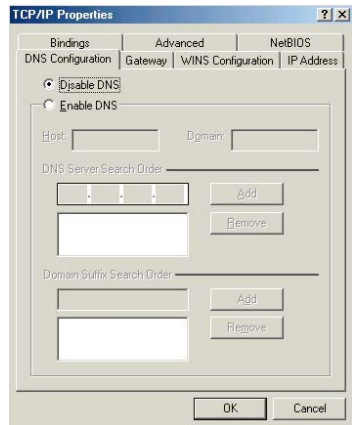 TCP/IP Properties
Bindings Advanced NetBIOS
DNS Configuration Gateway WINS Configuration IP Address
Disable DNS
Enable DNS
Host: Domain:
DNS Server Search Order
Add
Remove
Domain Suffix Search Order
Add
Remove
OK Cancel